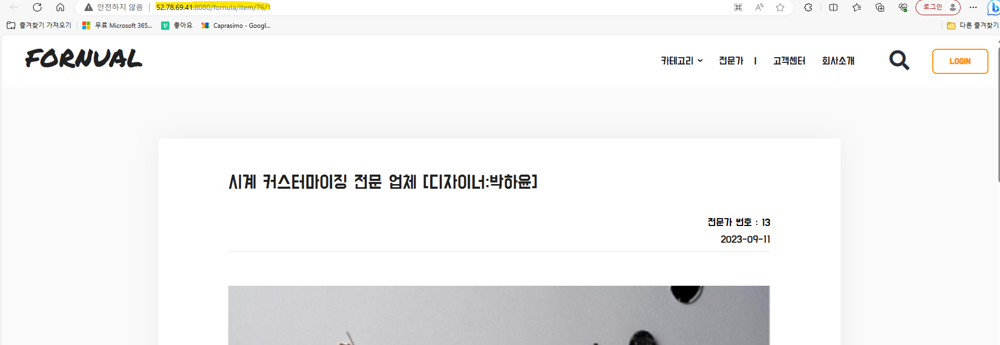 안전하지 않음 | 52.78.69.41:8080/fornula/item/76/1
로그인
즐겨찾기 가져오기 무료 Microsoft 365... 좋아요 Caprasimo - Googl... 다른 즐겨찾기
FORNUAL
카테고리 전문가 | 고객센터 회사소개 LOGIN
시계 커스터마이징 전문 업체 [디자이너:박하윤]
전문가 번호 : 13
2023-09-11